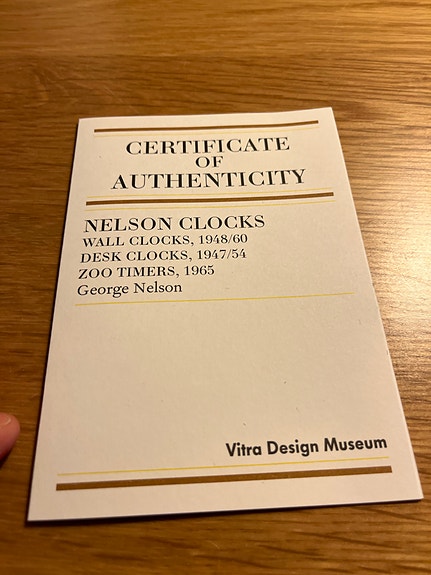 CERTIFICATE
OF
AUTHENTICITY
NELSON CLOCKS
WALL CLOCKS, 1948/60
DESK CLOCKS, 1947/54
ZOO TIMERS, 1965
George Nelson
Vitra Design Museum